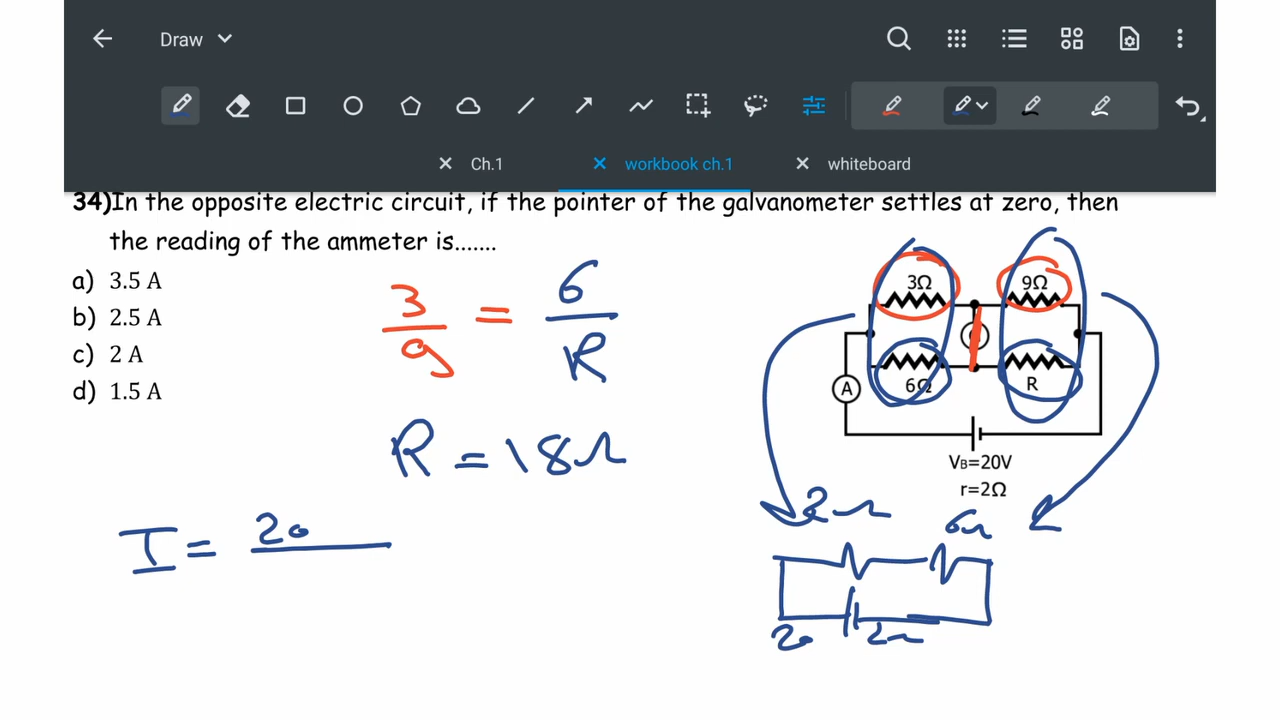 Draw
Ch.1
workbook ch.1
whiteboard
34)In the opposite electric circuit, if the pointer of the galvanometer settles at zero, then
the reading of the ammeter is.......
a) 3.5 A
b) 2.5 A
c) 2 A
d) 1.5 A
3/9 = 6/R
R = 18Ω
I = 20
3Ω
9Ω
6Ω
R
A
VB=20V
r=2Ω
2Ω
6Ω
20
2Ω